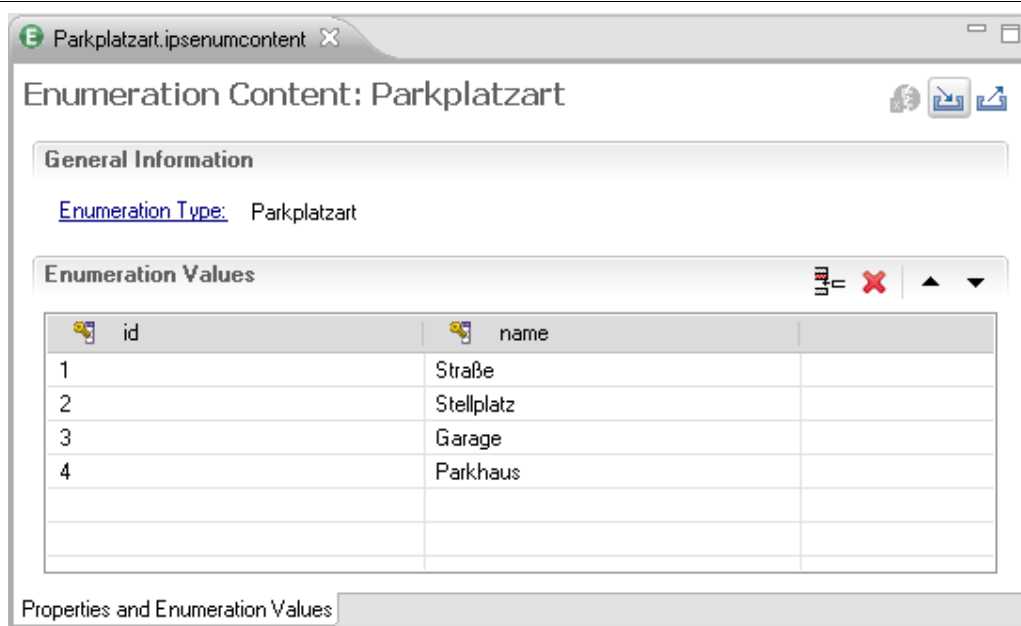 Parkplatzart.ipsenumcontent
Enumeration Content: Parkplatzart
General Information
Enumeration Type: Parkplatzart
Enumeration Values
id name
1 Straße
2 Stellplatz
3 Garage
4 Parkhaus
Properties and Enumeration Values